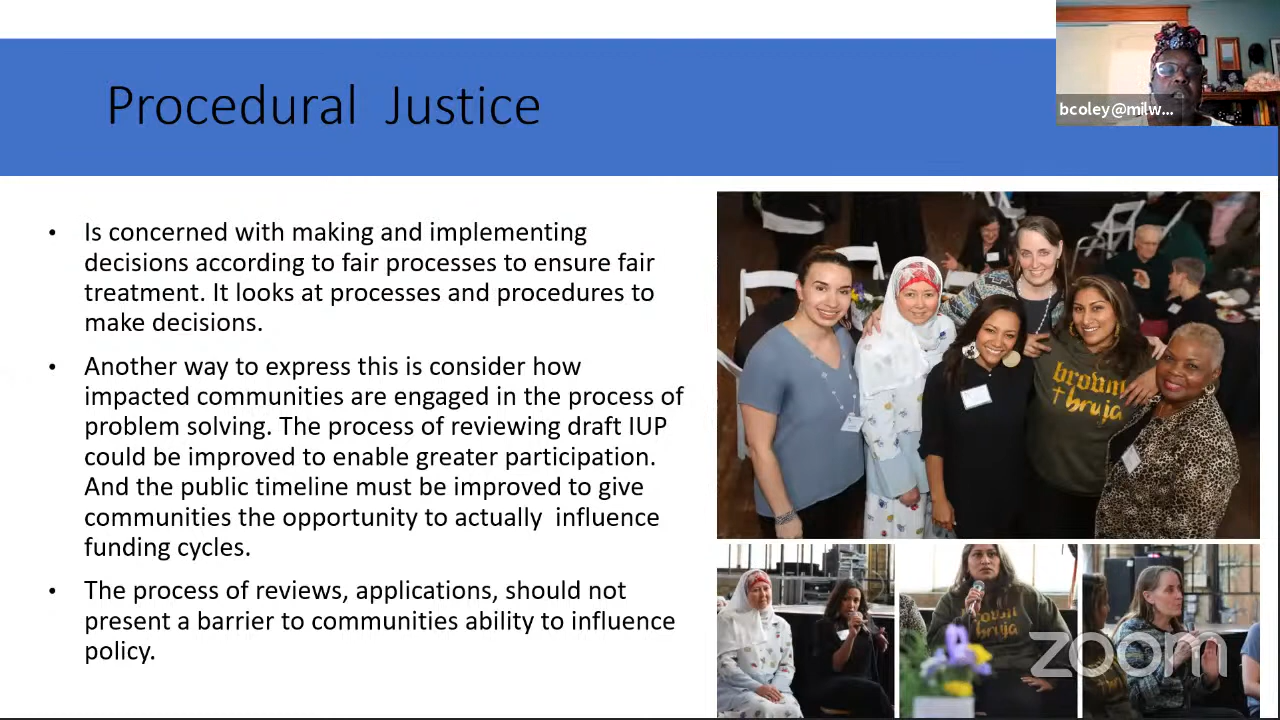 Procedural Justice
bcoley@milw...
• Is concerned with making and implementing
decisions according to fair processes to ensure fair
treatment. It looks at processes and procedures to
make decisions.
• Another way to express this is consider how
impacted communities are engaged in the process of
problem solving. The process of reviewing draft IUP
could be improved to enable greater participation.
And the public timeline must be improved to give
communities the opportunity to actually influence
funding cycles.
• The process of reviews, applications, should not
present a barrier to communities ability to influence
policy.
brown
bruja
brown
bruja
zoom